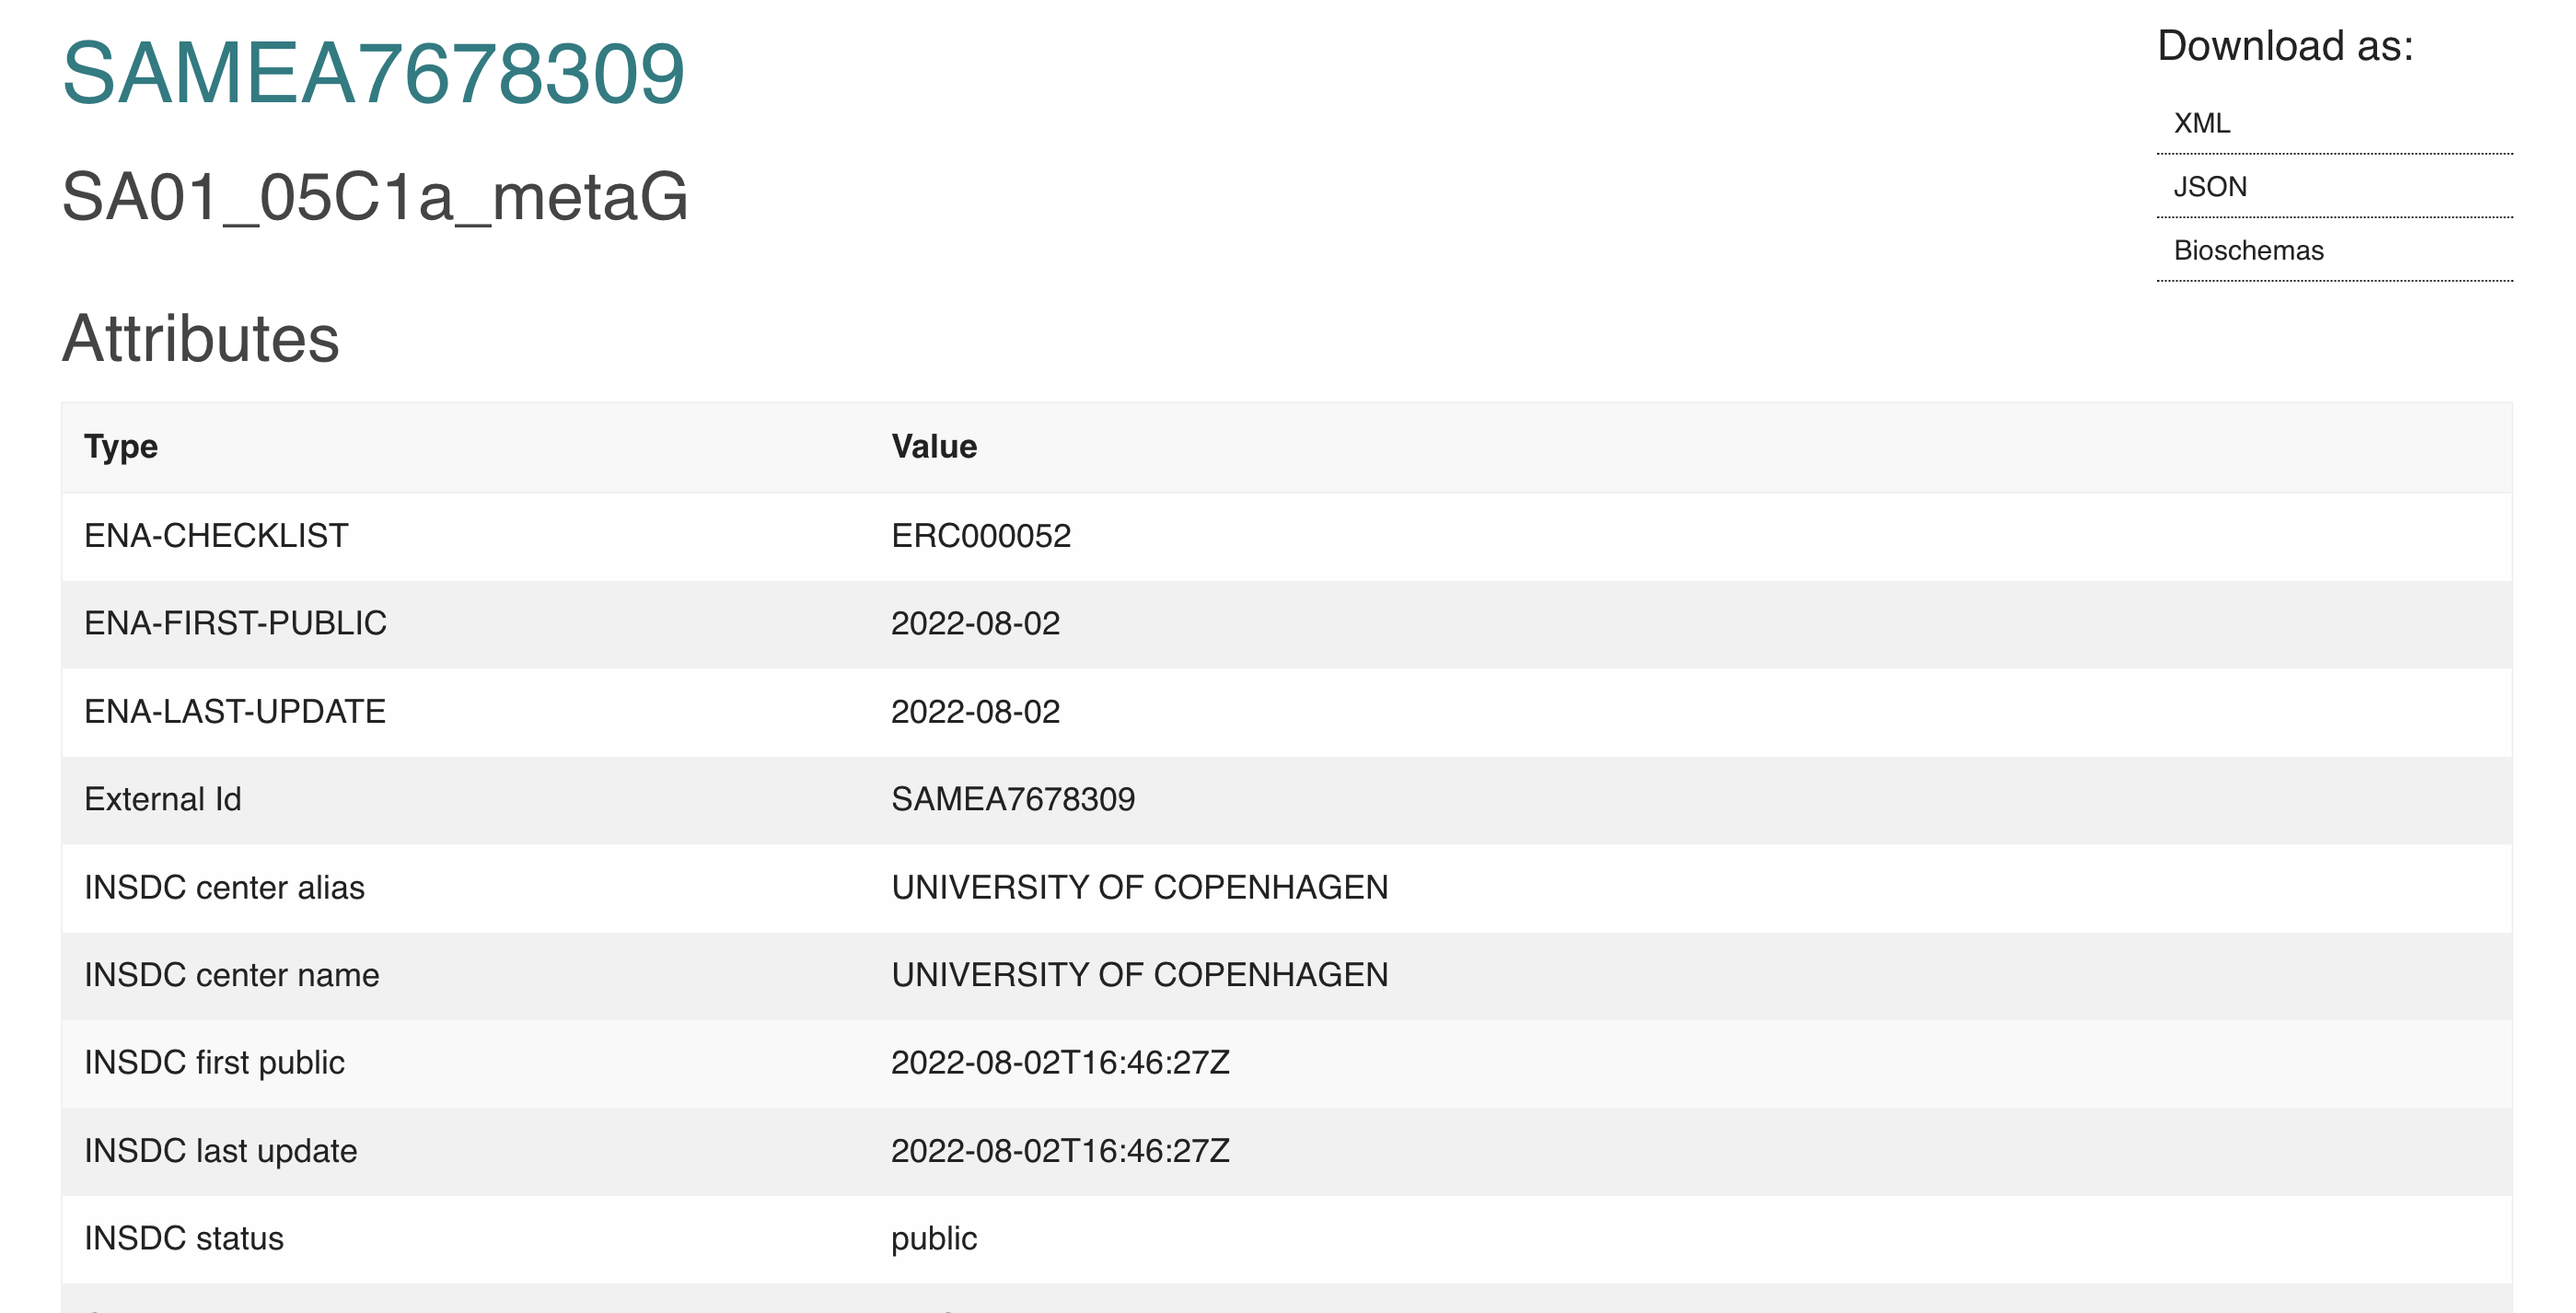 SAMEA7678309
SA01_05C1a_metaG
Download as:
XML
JSON
Bioschemas
Attributes
Type Value
ENA-CHECKLIST ERC000052
ENA-FIRST-PUBLIC 2022-08-02
ENA-LAST-UPDATE 2022-08-02
External Id SAMEA7678309
INSDC center alias UNIVERSITY OF COPENHAGEN
INSDC center name UNIVERSITY OF COPENHAGEN
INSDC first public 2022-08-02T16:46:27Z
INSDC last update 2022-08-02T16:46:27Z
INSDC status public